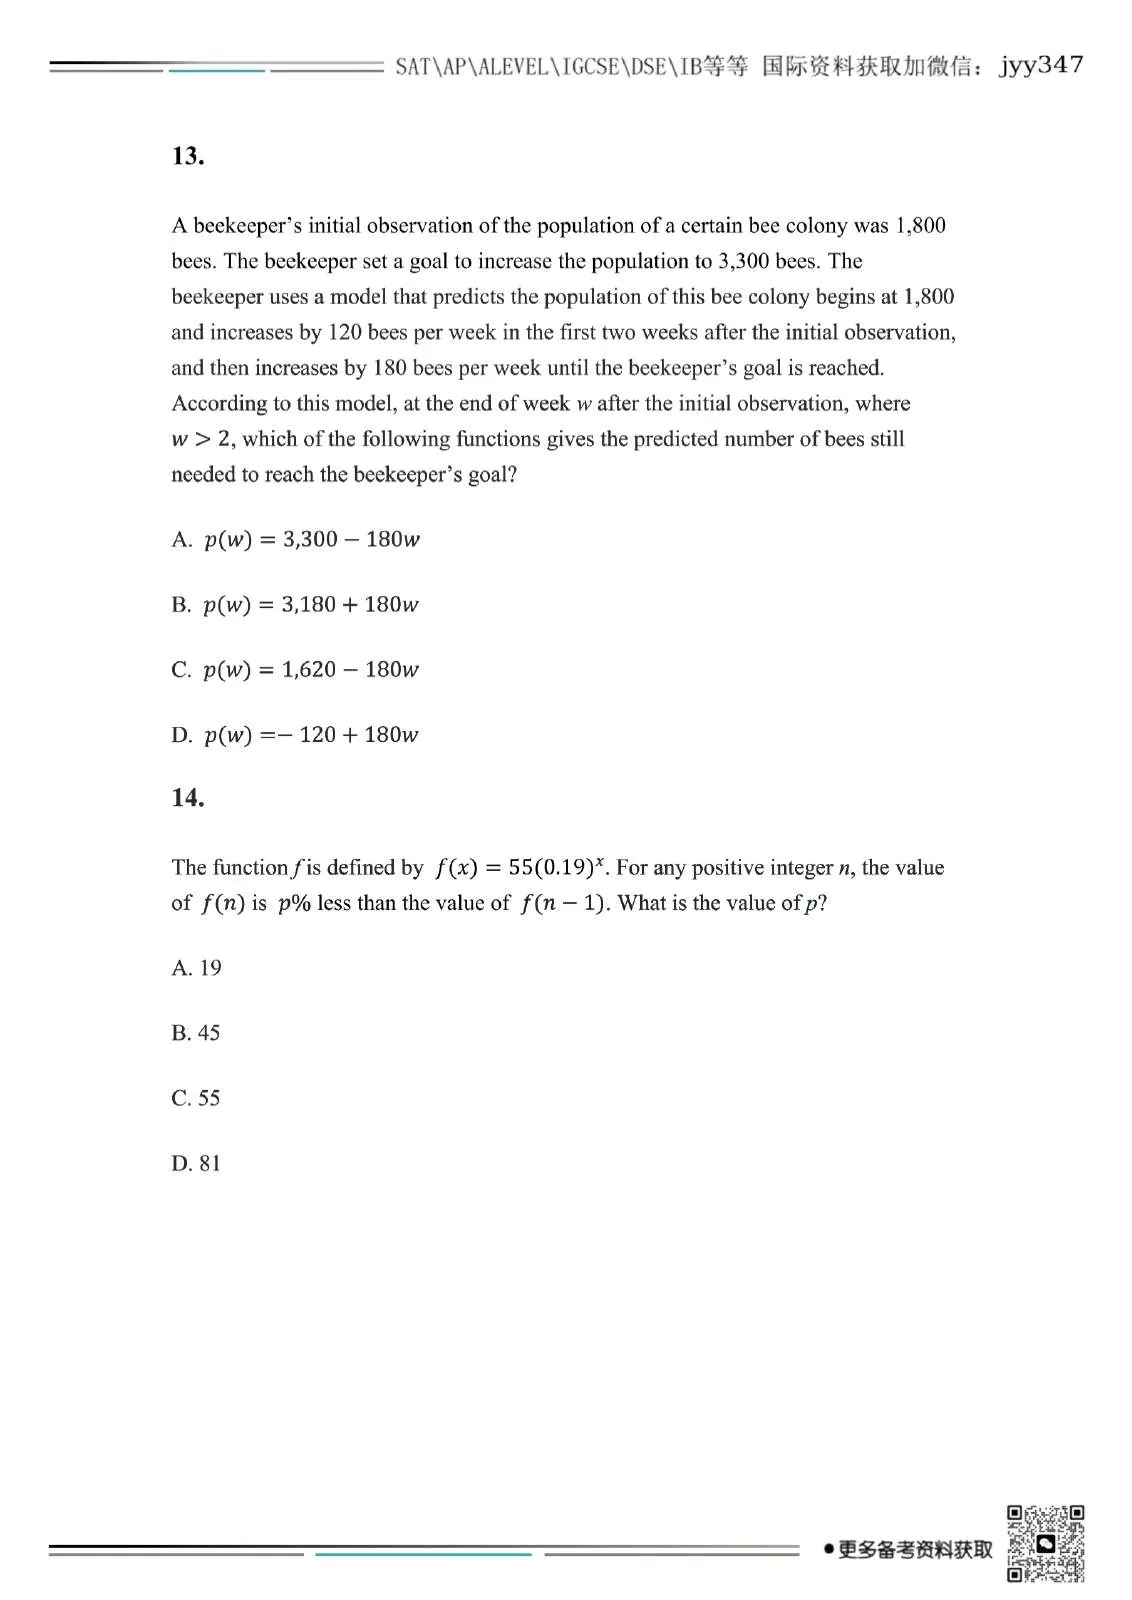 SAT\AP\ALEVEL\IGCSE\DSE\IB等等 国际资料获取加微信： jyy347
13.
A beekeeper’s initial observation of the population of a certain bee colony was 1,800
bees. The beekeeper set a goal to increase the population to 3,300 bees. The
beekeeper uses a model that predicts the population of this bee colony begins at 1,800
and increases by 120 bees per week in the first two weeks after the initial observation,
and then increases by 180 bees per week until the beekeeper’s goal is reached.
According to this model, at the end of week w after the initial observation, where
w > 2, which of the following functions gives the predicted number of bees still
needed to reach the beekeeper’s goal?
A. p(w) = 3,300 − 180w
B. p(w) = 3,180 + 180w
C. p(w) = 1,620 − 180w
D. p(w) =− 120 + 180w
14.
The function f is defined by f(x) = 55(0.19)ˣ. For any positive integer n, the value
of f(n) is p% less than the value of f(n − 1). What is the value of p?
A. 19
B. 45
C. 55
D. 81
●更多备考资料获取